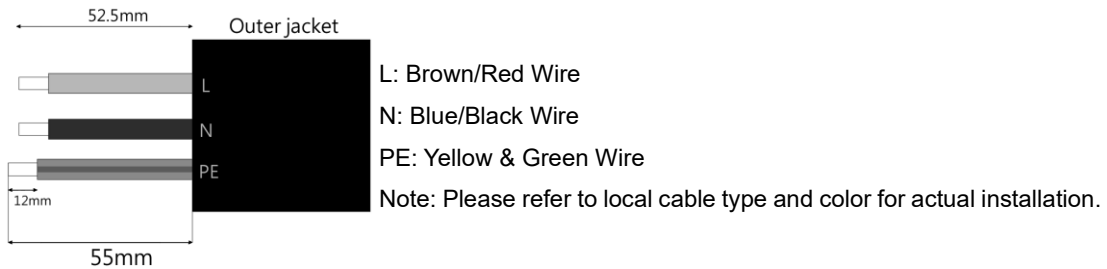 52.5mm
Outer jacket
L
L: Brown/Red Wire
N
N: Blue/Black Wire
PE
PE: Yellow & Green Wire
12mm
Note: Please refer to local cable type and color for actual installation.
55mm